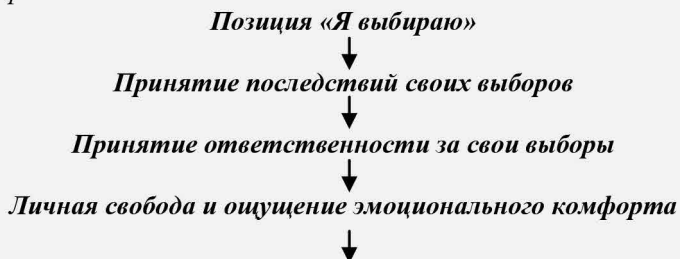 Позиция «Я выбираю»
Принятие последствий своих выборов
Принятие ответственности за свои выборы
Личная свобода и ощущение эмоционального комфорта